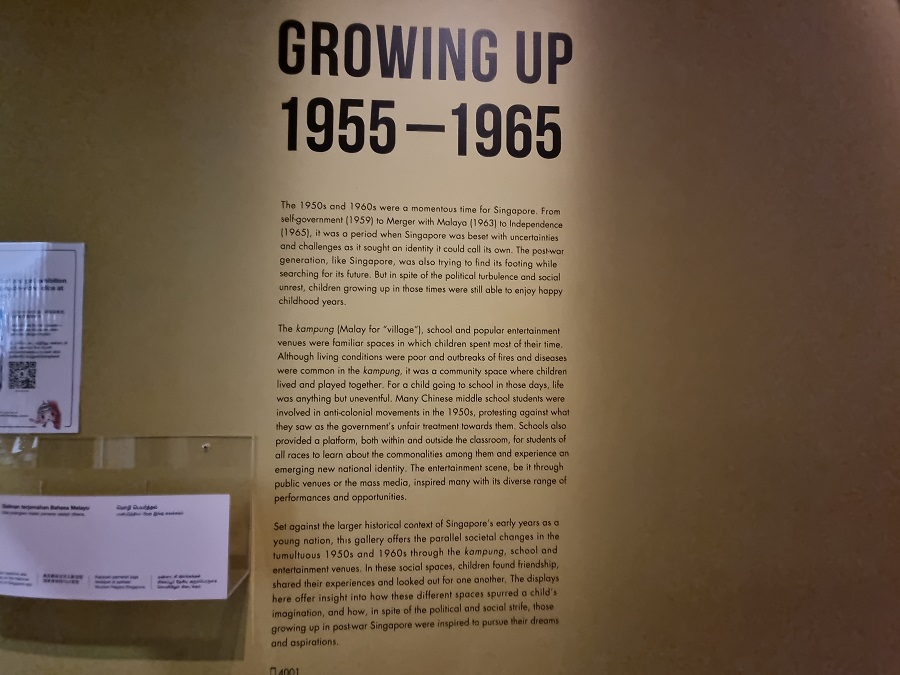 GROWING UP
1955–1965
The 1950s and 1960s were a momentous time for Singapore. From
self-government (1959) to Merger with Malaya (1963) to Independence
(1965), it was a period when Singapore was beset with uncertainties
and challenges as it sought an identity it could call its own. The post-war
generation, like Singapore, was also trying to find its footing while
searching for its future. But in spite of the political turbulence and social
unrest, children growing up in those times were still able to enjoy happy
childhood years.
The kampung (Malay for “village”), school and popular entertainment
venues were familiar spaces in which children spent most of their time.
Although living conditions were poor and outbreaks of fires and diseases
were common in the kampung, it was a community space where children
lived and played together. For a child going to school in those days, life
was anything but uneventful. Many Chinese middle school students were
involved in anti-colonial movements in the 1950s, protesting against what
they saw as the government’s unfair treatment towards them. Schools also
provided a platform, both within and outside the classroom, for students of
all races to learn about the commonalities among them and experience an
emerging new national identity. The entertainment scene, be it through
public venues or the mass media, inspired many with its diverse range of
performances and opportunities.
Set against the larger historical context of Singapore’s early years as a
young nation, this gallery offers the parallel societal changes in the
tumultuous 1950s and 1960s through the kampung, school and
entertainment venues. In these social spaces, children found friendship,
shared their experiences and looked out for one another. The displays
here offer insight into how these different spaces spurred a child’s
imagination, and how, in spite of the political and social strife, those
growing up in post-war Singapore were inspired to pursue their dreams
and aspirations.
4001
terjemahan Bahasa Melayu